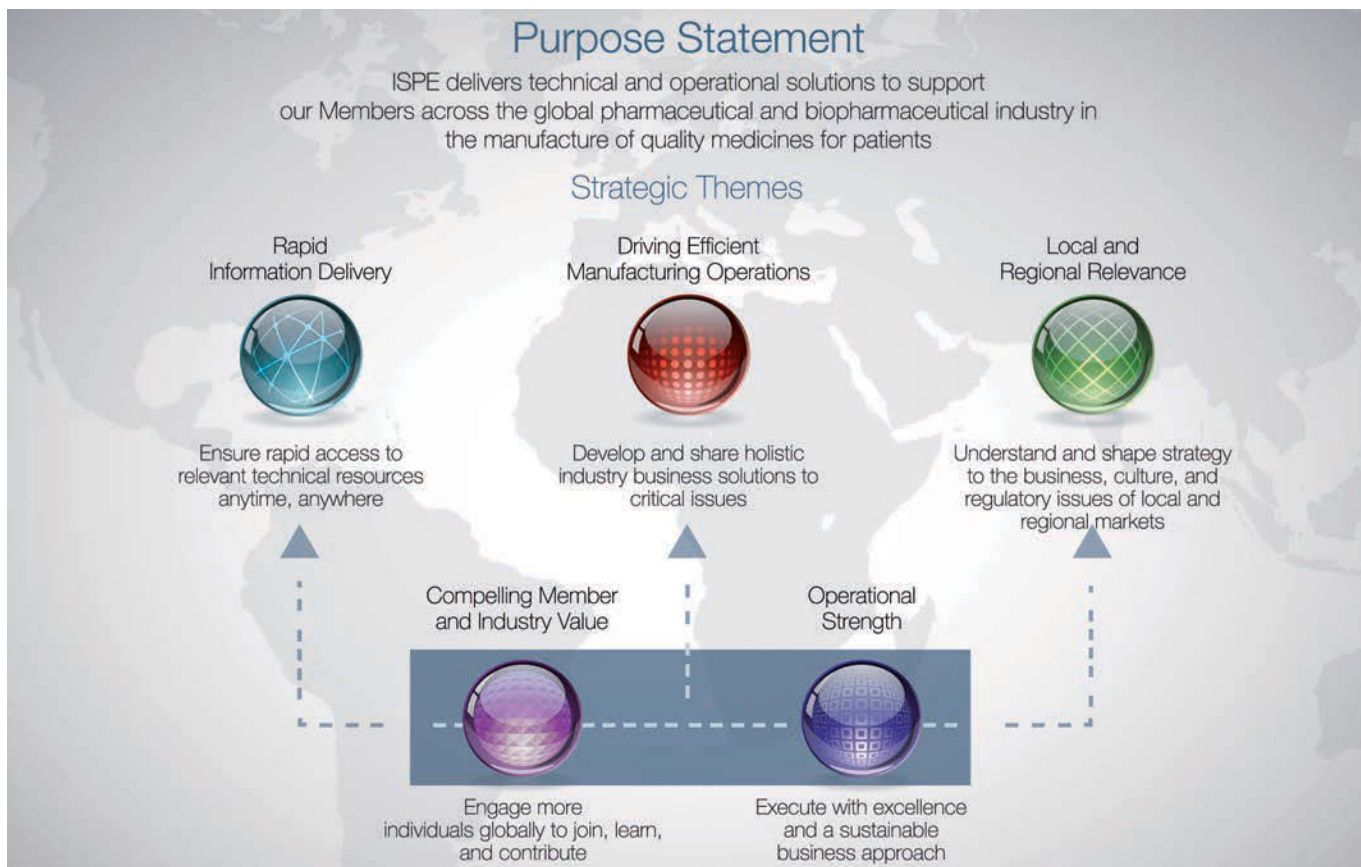 Purpose Statement
ISPE delivers technical and operational solutions to support
our Members across the global pharmaceutical and biopharmaceutical industry in
the manufacture of quality medicines for patients
Strategic Themes
Rapid
Information Delivery
Driving Efficient
Manufacturing Operations
Local and
Regional Relevance
Ensure rapid access to
relevant technical resources
anytime, anywhere
Develop and share holistic
industry business solutions to
critical issues
Understand and shape strategy
to the business, culture, and
regulatory issues of local and
regional markets
Compelling Member
and Industry Value
Operational
Strength
Engage more
individuals globally to join, learn,
and contribute
Execute with excellence
and a sustainable
business approach